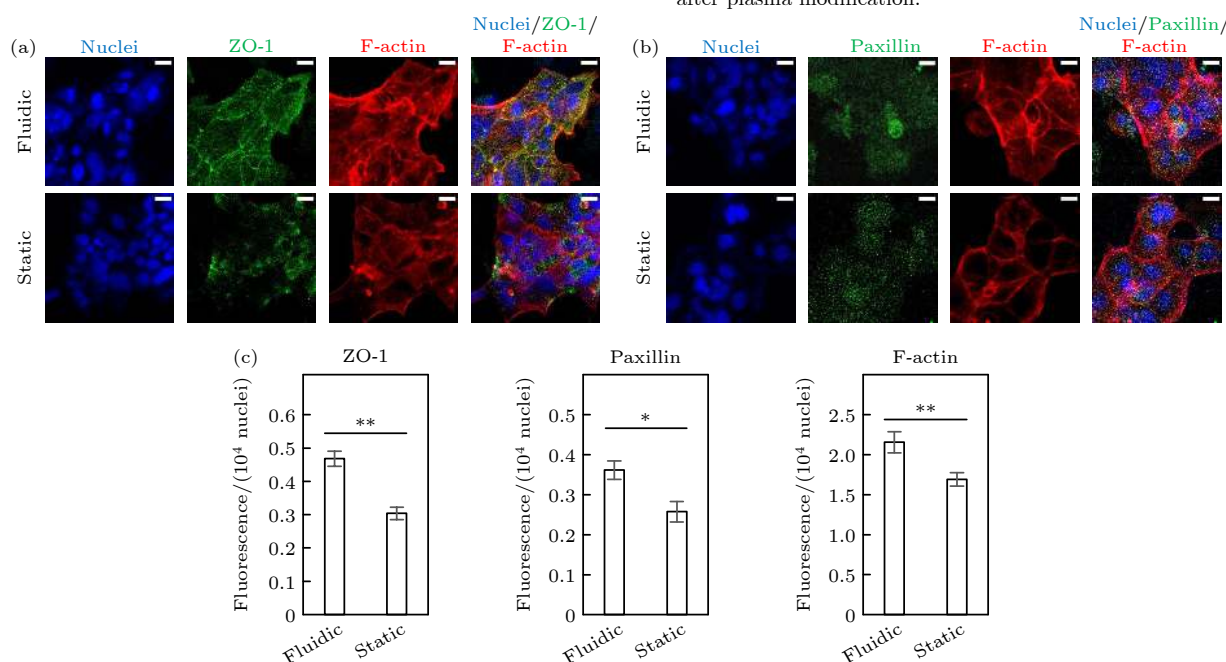 after plasma modification.
(a)
Nuclei
ZO-1
F-actin
Nuclei/ZO-1/
F-actin
Fluidic
Static
(b)
Nuclei
Paxillin
F-actin
Nuclei/Paxillin/
F-actin
Fluidic
Static
(c)
ZO-1
Fluorescence/(10⁴ nuclei)
0.6
0.5
0.4
0.3
0.2
0.1
0
**
Fluidic
Static
Paxillin
Fluorescence/(10⁴ nuclei)
0.5
0.4
0.3
0.2
0.1
0
*
Fluidic
Static
F-actin
Fluorescence/(10⁴ nuclei)
2.5
2.0
1.5
1.0
0.5
0
**
Fluidic
Static